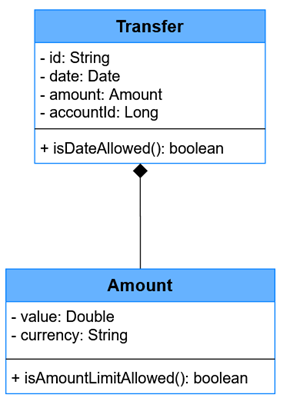 Transfer
- id: String
- date: Date
- amount: Amount
- accountId: Long
+ isDateAllowed(): boolean
Amount
- value: Double
- currency: String
+ isAmountLimitAllowed(): boolean